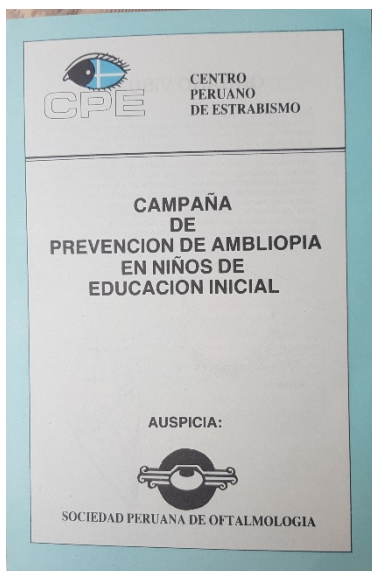 CPE
CENTRO
PERUANO
DE ESTRABISMO
CAMPAÑA
DE
PREVENCION DE AMBLIOPIA
EN NIÑOS DE
EDUCACION INICIAL
AUSPICIA:
SOCIEDAD PERUANA DE OFTALMOLOGIA